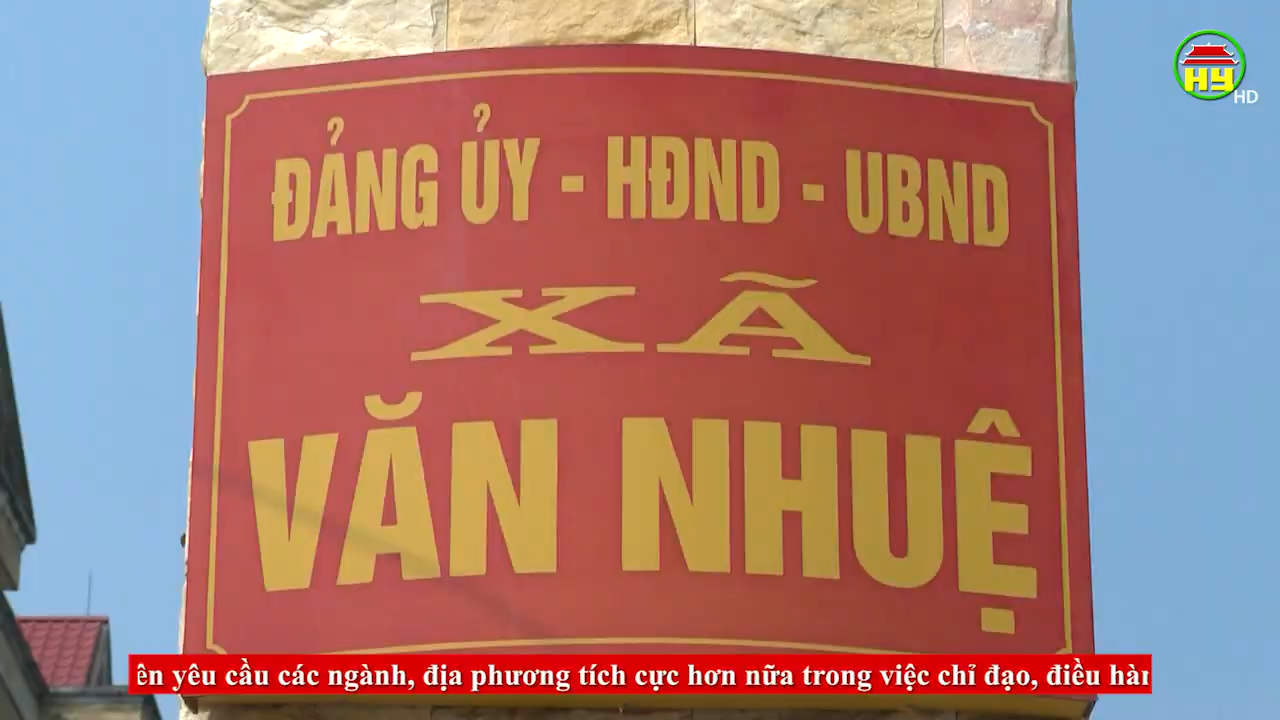 HY
HD
ĐẢNG ỦY - HĐND - UBND
XÃ
VĂN NHUỆ
ên yêu cầu các ngành, địa phương tích cực hơn nữa trong việc chỉ đạo, điều hàn